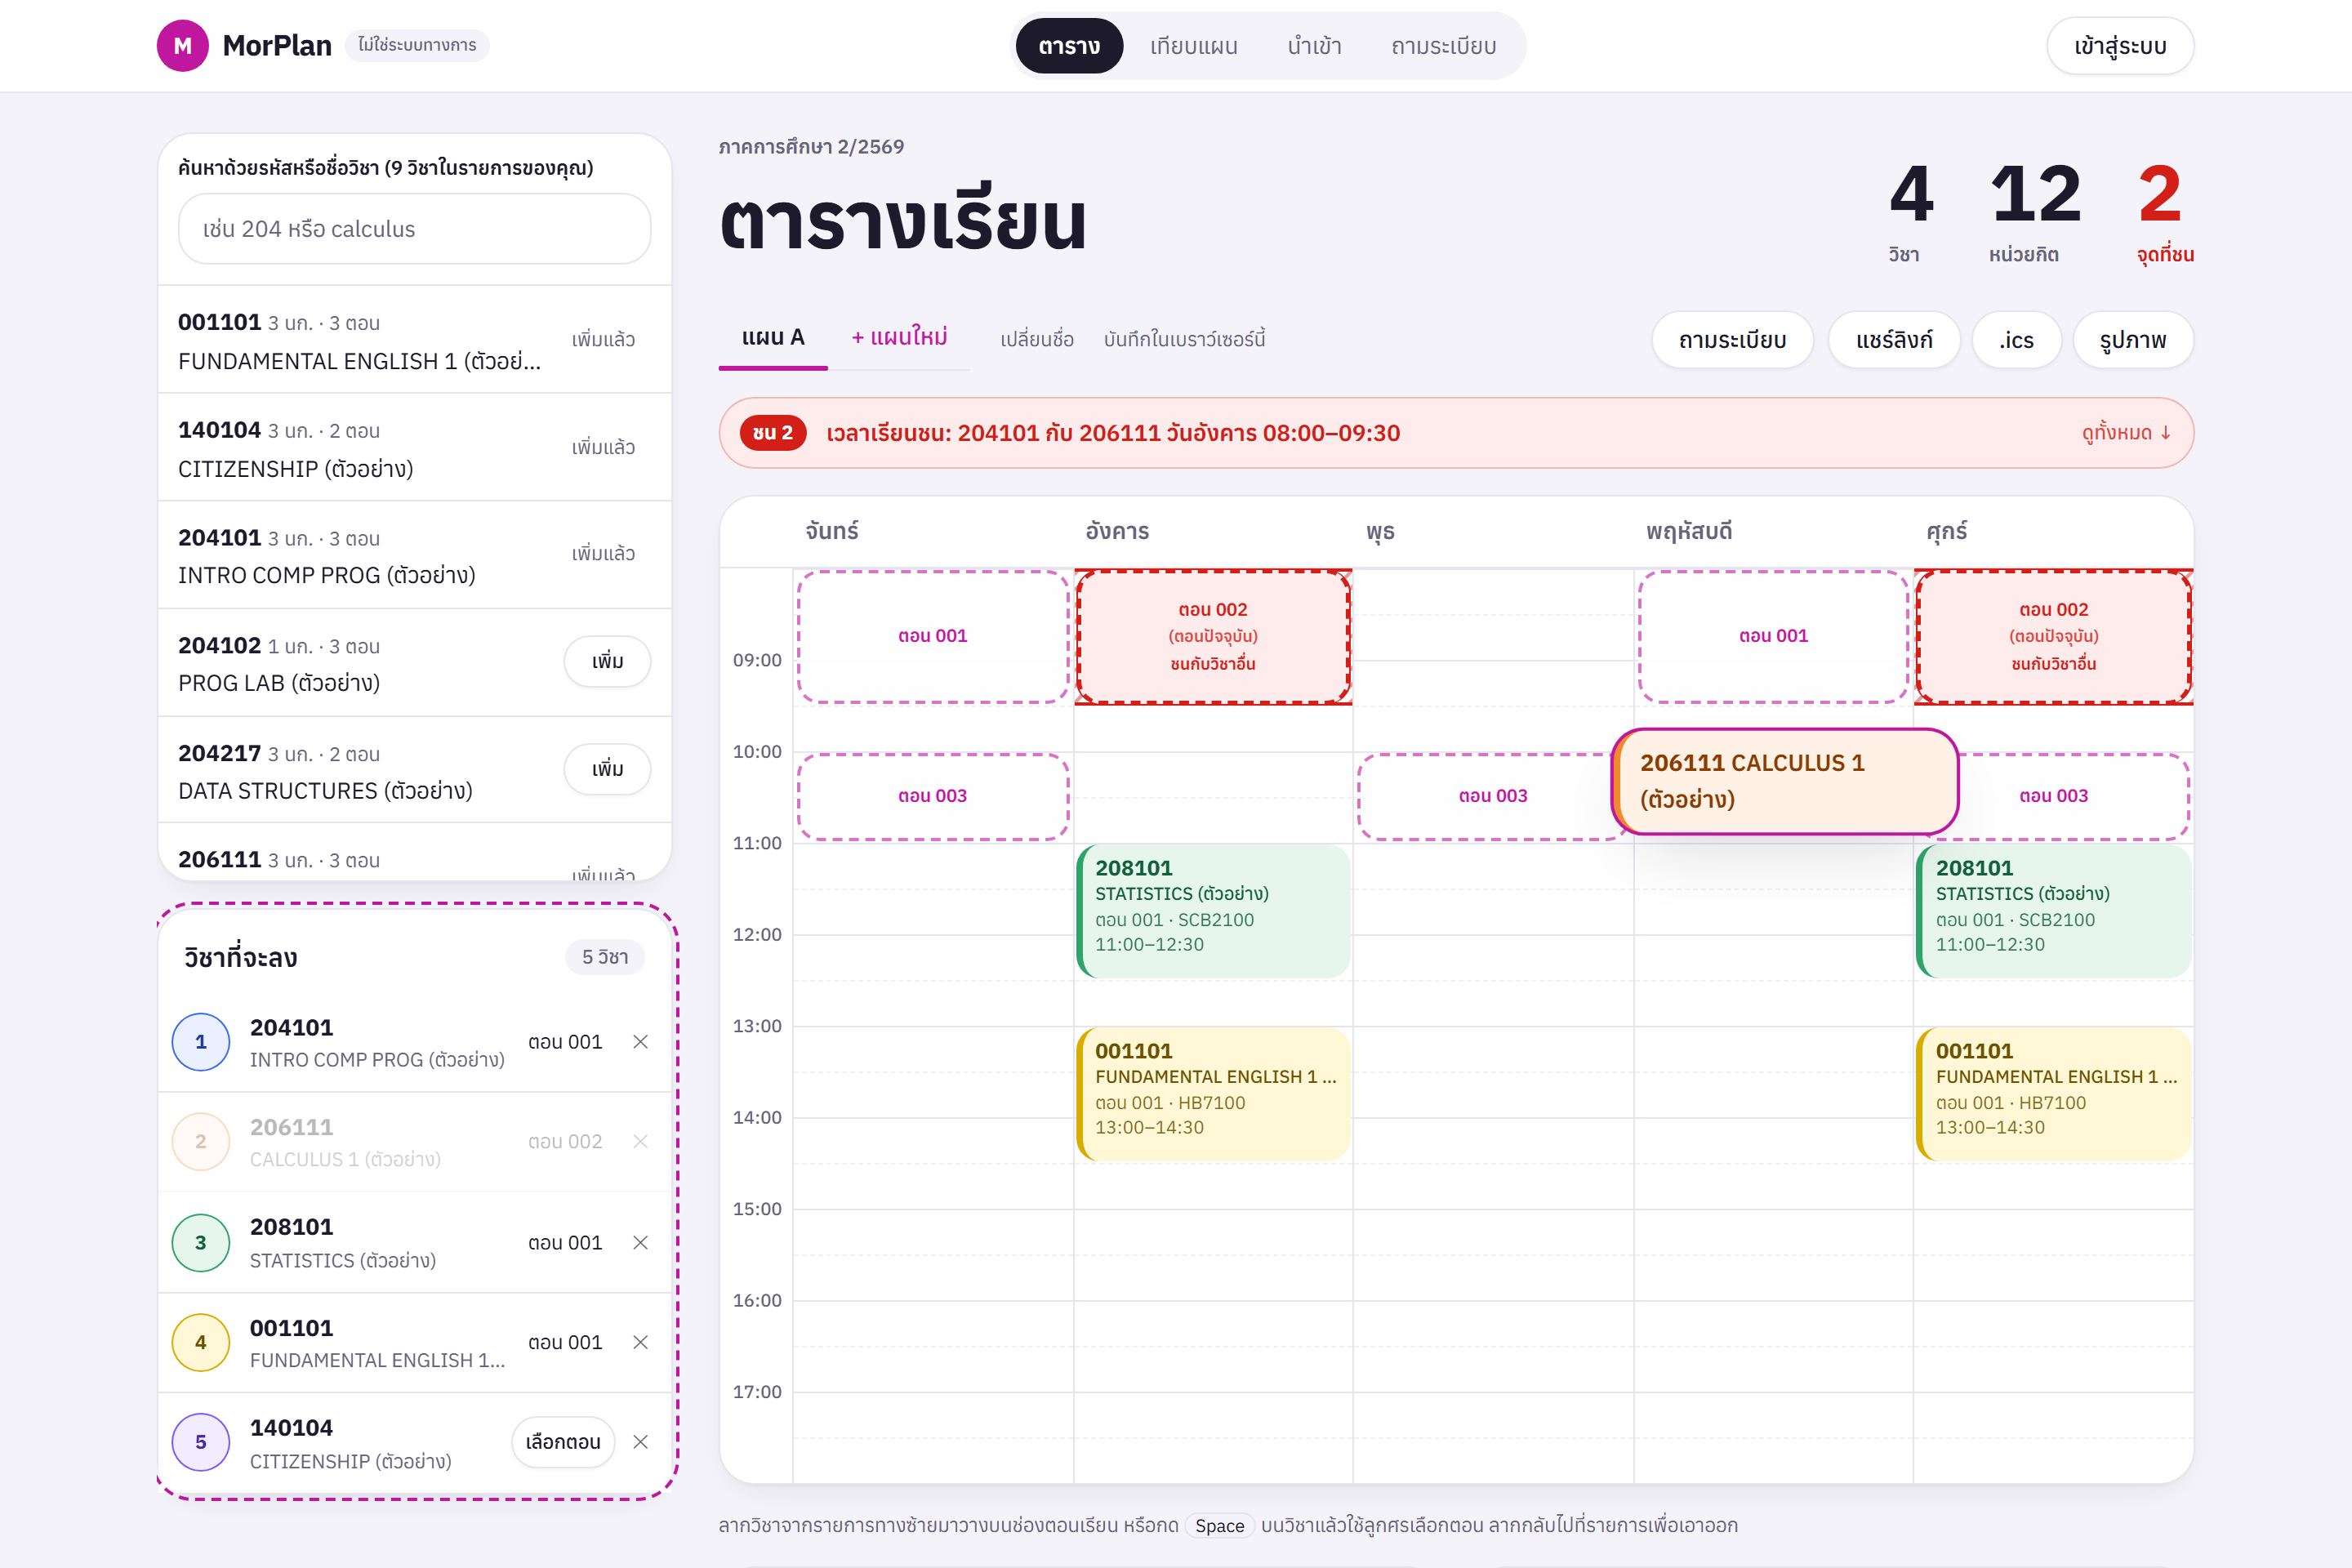 M MorPlan ไม่ใช่ระบบทางการ
ตาราง เทียบแผน นำเข้า ถามระเบียบ
เข้าสู่ระบบ
ค้นหาด้วยรหัสหรือชื่อวิชา (9 วิชาในรายการของคุณ)
เช่น 204 หรือ calculus
001101 3 นก. · 3 ตอน
FUNDAMENTAL ENGLISH 1 (ตัวอย่...
เพิ่มแล้ว
140104 3 นก. · 2 ตอน
CITIZENSHIP (ตัวอย่าง)
เพิ่มแล้ว
204101 3 นก. · 3 ตอน
INTRO COMP PROG (ตัวอย่าง)
เพิ่มแล้ว
204102 1 นก. · 3 ตอน
PROG LAB (ตัวอย่าง)
เพิ่ม
204217 3 นก. · 2 ตอน
DATA STRUCTURES (ตัวอย่าง)
เพิ่ม
206111 3 นก. · 3 ตอน
เพิ่มแล้ว
วิชาที่จะลง 5 วิชา
1 204101 ตอน 001
INTRO COMP PROG (ตัวอย่าง)
2 206111 ตอน 002
CALCULUS 1 (ตัวอย่าง)
3 208101 ตอน 001
STATISTICS (ตัวอย่าง)
4 001101 ตอน 001
FUNDAMENTAL ENGLISH 1...
5 140104 เลือกตอน
CITIZENSHIP (ตัวอย่าง)
ภาคการศึกษา 2/2569
ตารางเรียน
4 12 2
วิชา หน่วยกิต จุดที่ชน
แผน A + แผนใหม่ เปลี่ยนชื่อ บันทึกในเบราว์เซอร์นี้
ถามระเบียบ แชร์ลิงก์ .ics รูปภาพ
ชน 2 เวลาเรียนชน: 204101 กับ 206111 วันอังคาร 08:00–09:30 ดูทั้งหมด ↓
จันทร์ อังคาร พุธ พฤหัสบดี ศุกร์
09:00
10:00
11:00
12:00
13:00
14:00
15:00
16:00
17:00
ตอน 001
ตอน 002
(ตอนปัจจุบัน)
ชนกับวิชาอื่น
ตอน 001
ตอน 002
(ตอนปัจจุบัน)
ชนกับวิชาอื่น
ตอน 003
ตอน 003
206111 CALCULUS 1
(ตัวอย่าง)
ตอน 003
208101
STATISTICS (ตัวอย่าง)
ตอน 001 · SCB2100
11:00–12:30
208101
STATISTICS (ตัวอย่าง)
ตอน 001 · SCB2100
11:00–12:30
001101
FUNDAMENTAL ENGLISH 1 ...
ตอน 001 · HB7100
13:00–14:30
001101
FUNDAMENTAL ENGLISH 1 ...
ตอน 001 · HB7100
13:00–14:30
ลากวิชาจากรายการทางซ้ายมาวางบนช่องตอนเรียน หรือกด Space บนวิชาแล้วใช้ลูกศรเลือกตอน ลากกลับไปที่รายการเพื่อเอาออก